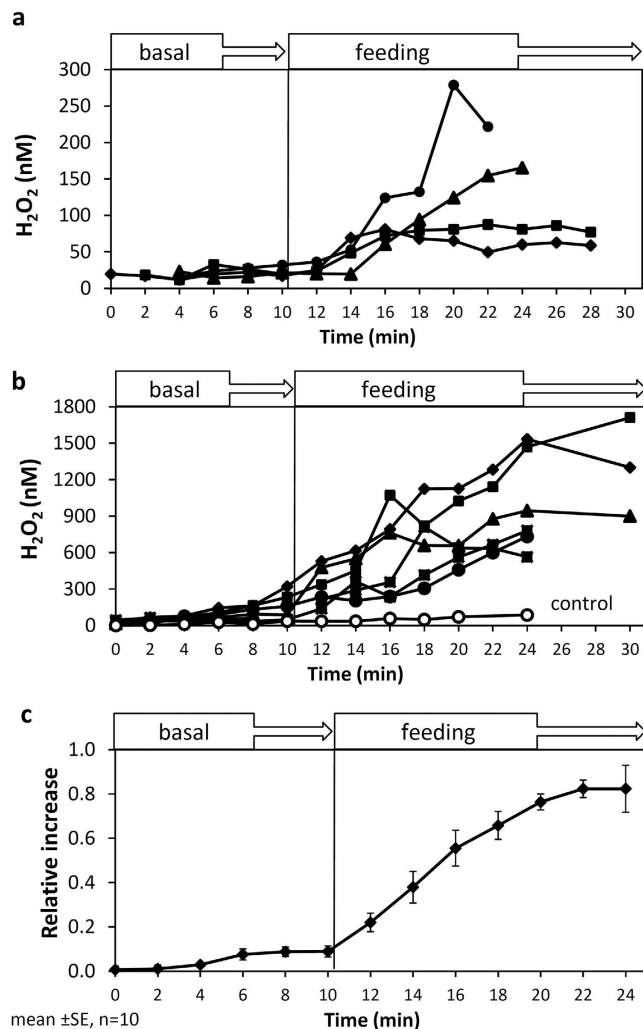 a
basal feeding
300
250
200
150
100
50
0
H₂O₂ (nM)
0 2 4 6 8 10 12 14 16 18 20 22 24 26 28 30
Time (min)
b
basal feeding
1800
1500
1200
900
600
300
0
H₂O₂ (nM)
control
0 2 4 6 8 10 12 14 16 18 20 22 24 26 28 30
Time (min)
c
basal feeding
1.0
0.8
0.6
0.4
0.2
0.0
Relative increase
0 2 4 6 8 10 12 14 16 18 20 22 24
mean ±SE, n=10 Time (min)